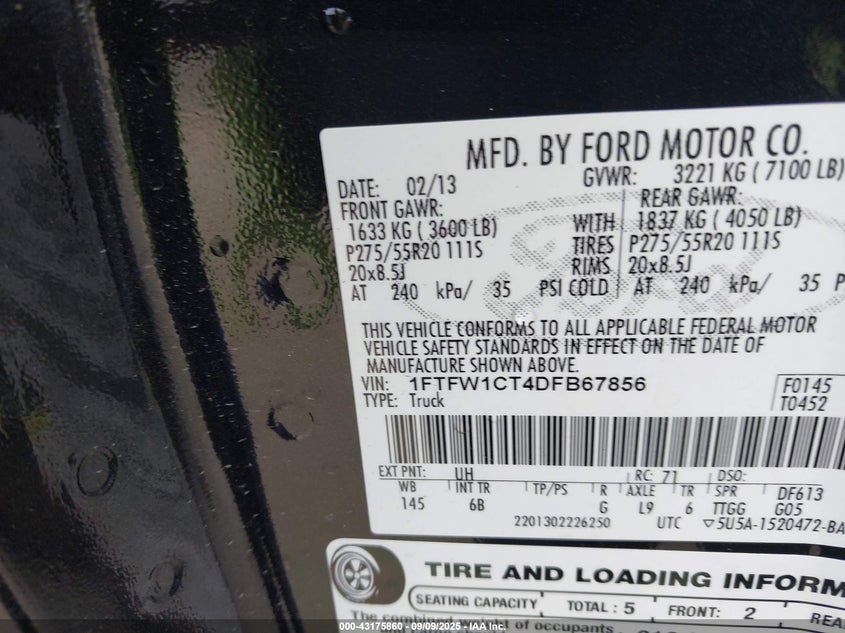 MFD. BY FORD MOTOR CO.
DATE: 02/13 GVWR: 3221 KG ( 7100 LB)
FRONT GAWR: REAR GAWR:
1633 KG ( 3600 LB) WITH 1837 KG ( 4050 LB)
P275/55R20 111S TIRES P275/55R20 111S
20x8.5J RIMS 20x8.5J
AT 240 kPa/ 35 PSI COLD AT 240 kPa/ 35 P
THIS VEHICLE CONFORMS TO ALL APPLICABLE FEDERAL MOTOR
VEHICLE SAFETY STANDARDS IN EFFECT ON THE DATE OF
MANUFACTURE SHOWN ABOVE.
VIN: 1FTFW1CT4DFB67856 F0145
TYPE: Truck T0452
EXT PNT: UH RC: 71 DSO:
WB INT TR TP/PS R AXLE TR SPR DF613
145 6B G L9 6 TTGG G05
2201302226250 UTC ▽5U5A-1520472-BA
TIRE AND LOADING INFORM
SEATING CAPACITY TOTAL : 5 FRONT: 2 REA
The combined of occupants
000-43175860 - 09/09/2025 - IAA Inc.